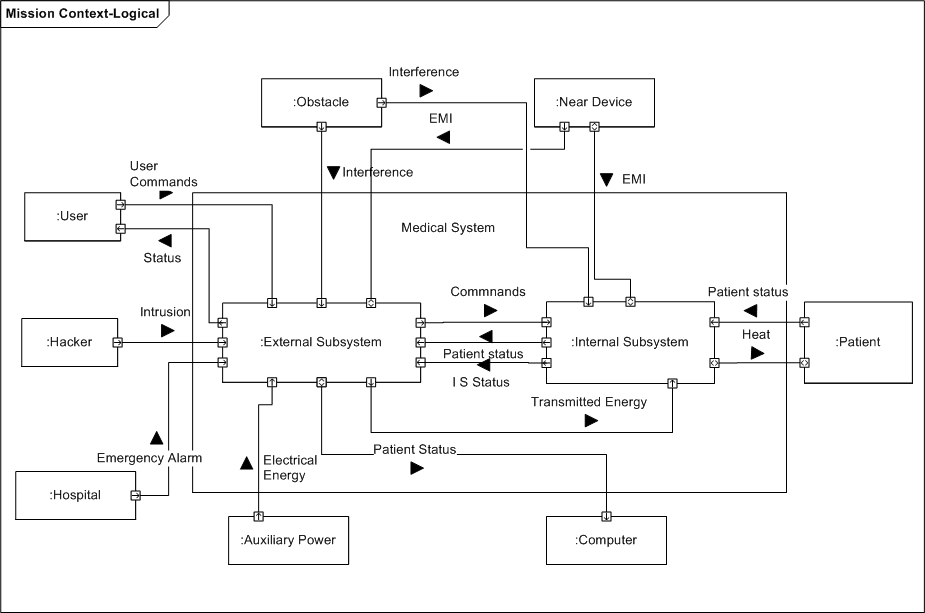 Mission Context-Logical
Interference
:Obstacle
:Near Device
EMI
User
Commands
Interference
EMI
:User
Medical System
Status
Commnands
Patient status
Intrusion
Heat
:Hacker
:External Subsystem
:Internal Subsystem
:Patient
Patient status
I S Status
Transmitted Energy
Emergency Alarm
Patient Status
Electrical
Energy
:Hospital
:Auxiliary Power
:Computer